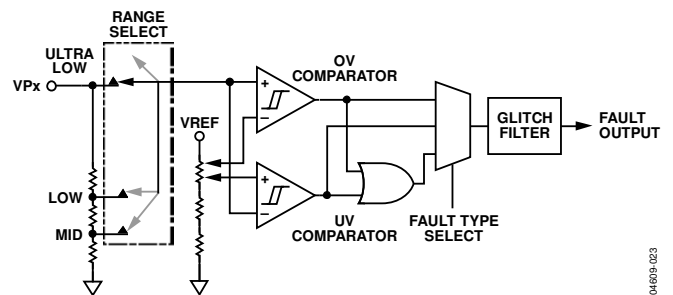 RANGE
SELECT
ULTRA
LOW
VPx
LOW
MID
VREF
+
−
OV
COMPARATOR
+
−
UV
COMPARATOR
FAULT TYPE
SELECT
GLITCH
FILTER
FAULT
OUTPUT
04609-023